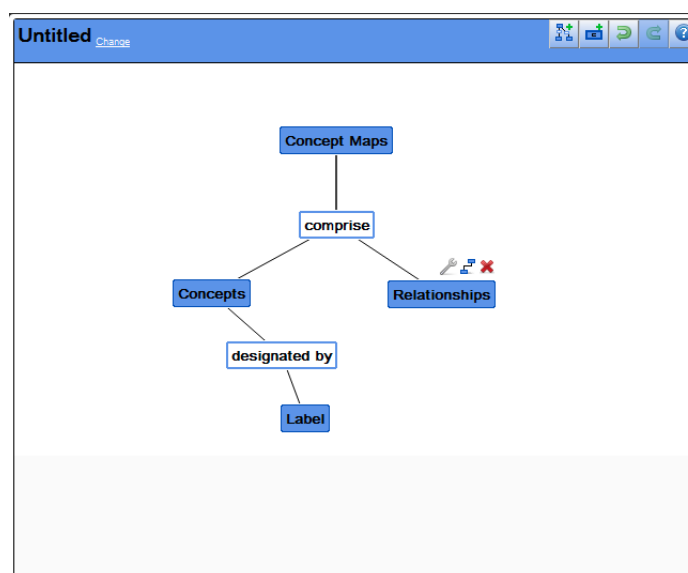 Untitled Change
Concept Maps
comprise
Concepts
Relationships
designated by
Label